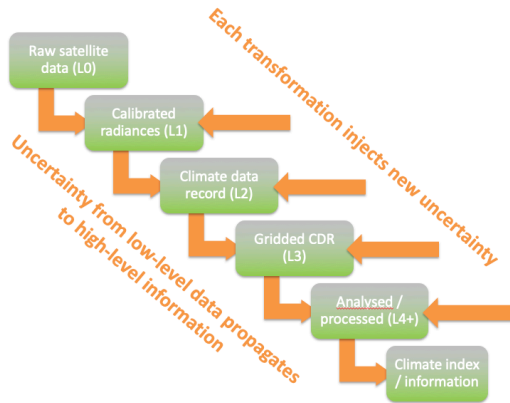 Raw satellite
data (L0)
Each transformation injects new uncertainty
Calibrated
radiances (L1)
Climate data
record (L2)
Gridded CDR
(L3)
Analysed /
processed (L4+)
Climate index
/ information
Uncertainty from low-level data propagates
to high-level information